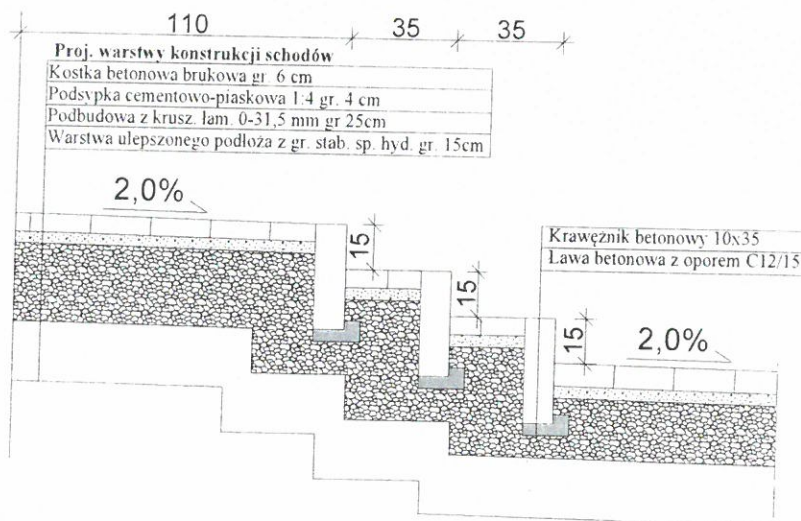 110
35
35
Proj. warstwy konstrukcji schodów
Kostka betonowa brukowa gr. 6 cm
Podsypka cementowo-piaskowa 1:4 gr. 4 cm
Podbudowa z krusz. łam. 0-31,5 mm gr 25cm
Warstwa ulepszonego podłoża z gr. stab. sp. hyd. gr. 15cm
2,0%
15
Krawężnik betonowy 10x35
Ława betonowa z oporem C12/15
15
15
2,0%